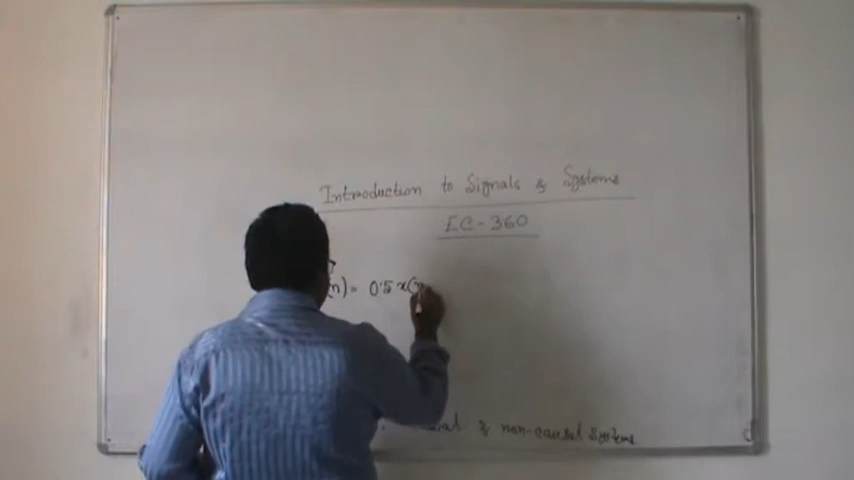 Introduction to Signals & Systems
EC-360
(n) = 0.5 x(n
& non-causal Systems